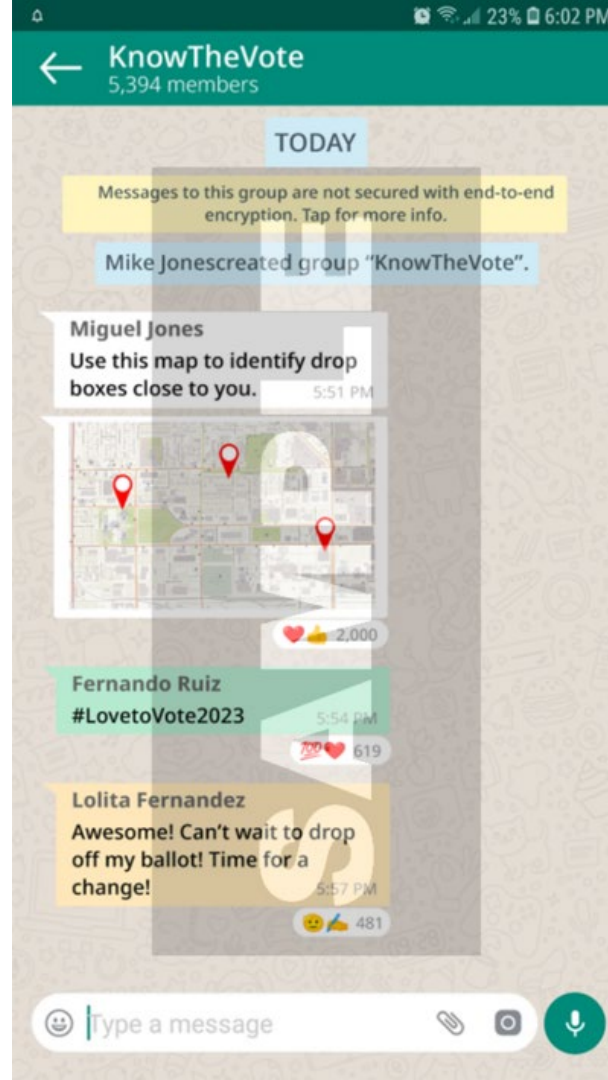 23% 6:02 PM
KnowTheVote
5,394 members
TODAY
Messages to this group are not secured with end-to-end
encryption. Tap for more info.
Mike Jonescreated group “KnowTheVote”.
Miguel Jones
Use this map to identify drop
boxes close to you.
5:51 PM
2,000
Fernando Ruiz
#LovetoVote2023
5:54 PM
💯❤️ 619
Lolita Fernandez
Awesome! Can’t wait to drop
off my ballot! Time for a
change!
5:57 PM
481
Type a message
SAMPLE